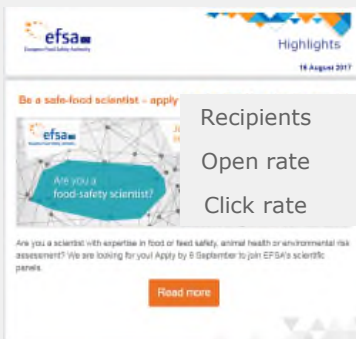 efsa
European Food Safety Authority
Highlights
16 August 2017
Be a safe-food scientist - apply
Recipients
efsa
Open rate
Are you a
food-safety scientist?
Click rate
Are you a scientist with expertise in food or feed safety, animal health or environmental risk
assessment? We are looking for you! Apply by 8 September to join EFSA's scientific
panels.
Read more